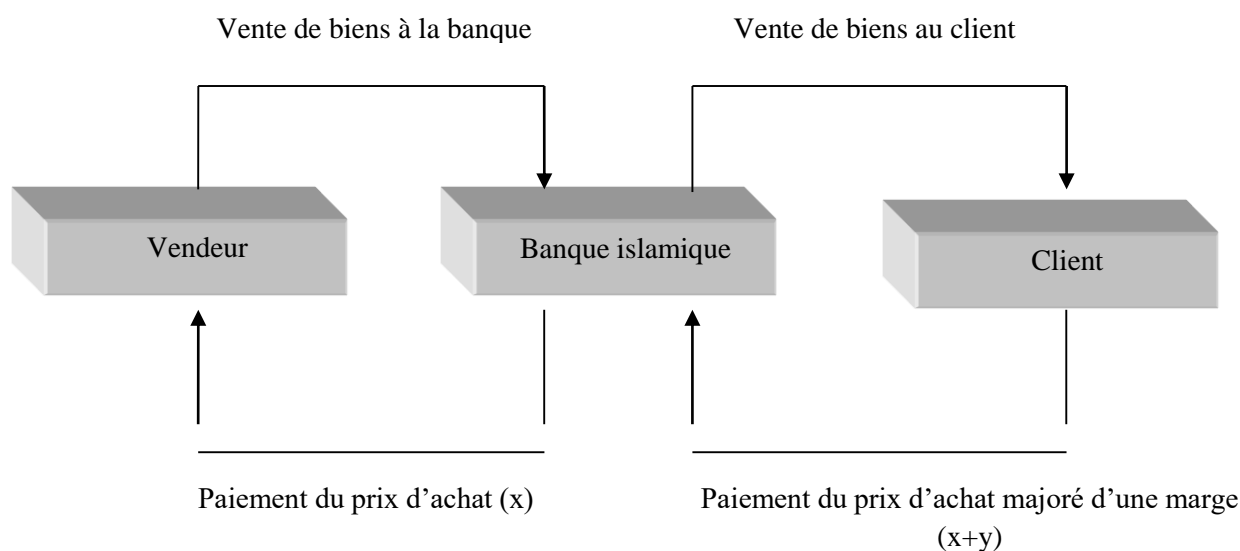 Vente de biens à la banque
Vente de biens au client
Vendeur
Banque islamique
Client
Paiement du prix d’achat (x)
Paiement du prix d’achat majoré d’une marge
(x+y)